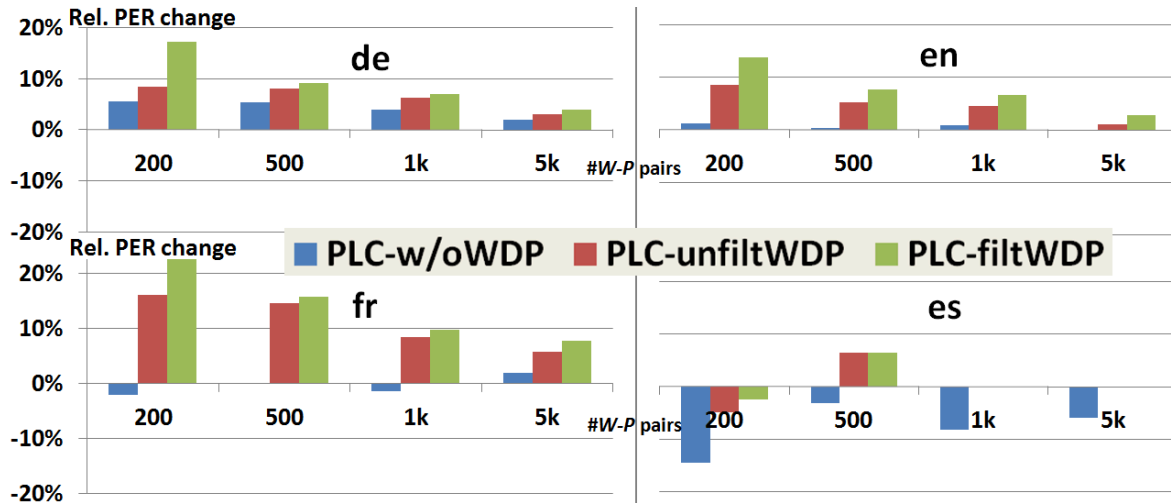 Rel. PER change
20%
de
en
10%
0%
200 500 1k 5k #W-P pairs 200 500 1k 5k
-10%
-20%
Rel. PER change
PLC-w/oWDP PLC-unfiltWDP PLC-filtWDP
20%
fr
es
10%
0%
200 500 1k 5k #W-P pairs 200 500 1k 5k
-10%
-20%